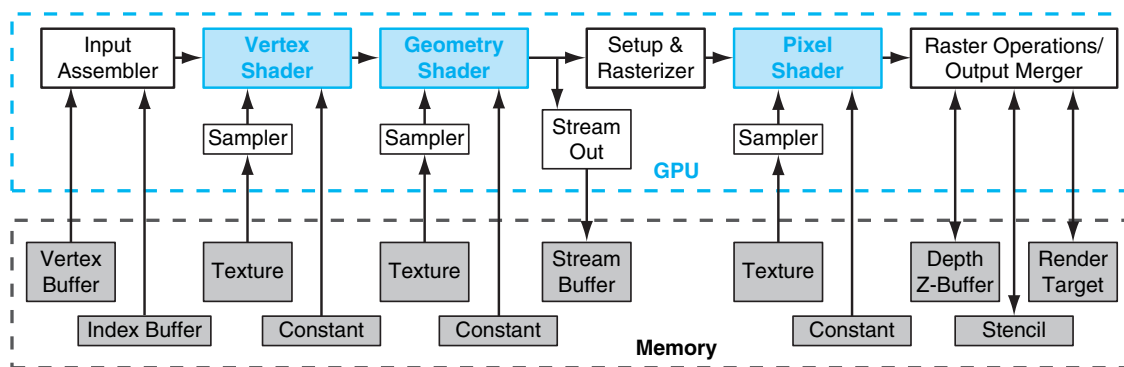 Input
Assembler
Vertex
Shader
Geometry
Shader
Setup &
Rasterizer
Pixel
Shader
Raster Operations/
Output Merger
Sampler
Sampler
Stream
Out
Sampler
GPU
Vertex
Buffer
Texture
Texture
Stream
Buffer
Texture
Depth
Z-Buffer
Render
Target
Index Buffer
Constant
Constant
Constant
Stencil
Memory